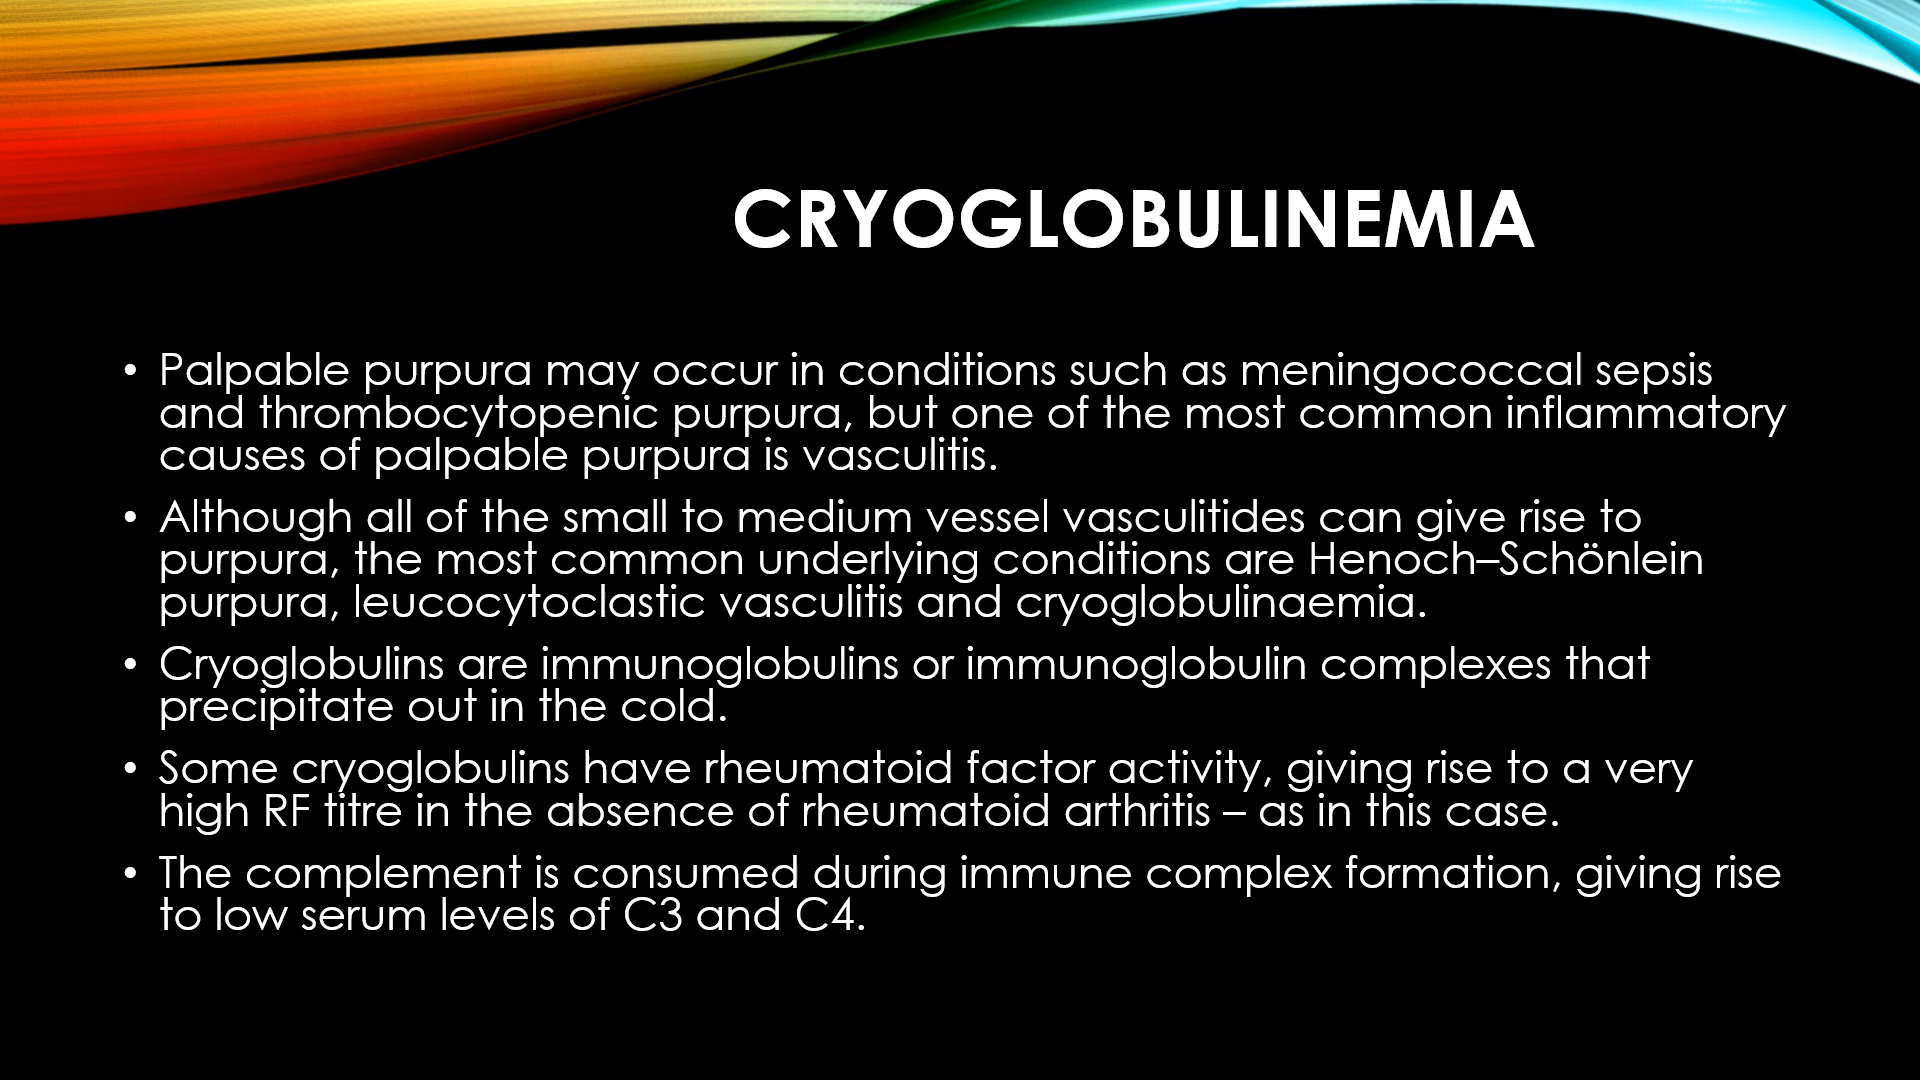 CRYOGLOBULINEMIA
• Palpable purpura may occur in conditions such as meningococcal sepsis
and thrombocytopenic purpura, but one of the most common inflammatory
causes of palpable purpura is vasculitis.
• Although all of the small to medium vessel vasculitides can give rise to
purpura, the most common underlying conditions are Henoch–Schönlein
purpura, leucocytoclastic vasculitis and cryoglobulinaemia.
• Cryoglobulins are immunoglobulins or immunoglobulin complexes that
precipitate out in the cold.
• Some cryoglobulins have rheumatoid factor activity, giving rise to a very
high RF titre in the absence of rheumatoid arthritis – as in this case.
• The complement is consumed during immune complex formation, giving rise
to low serum levels of C3 and C4.